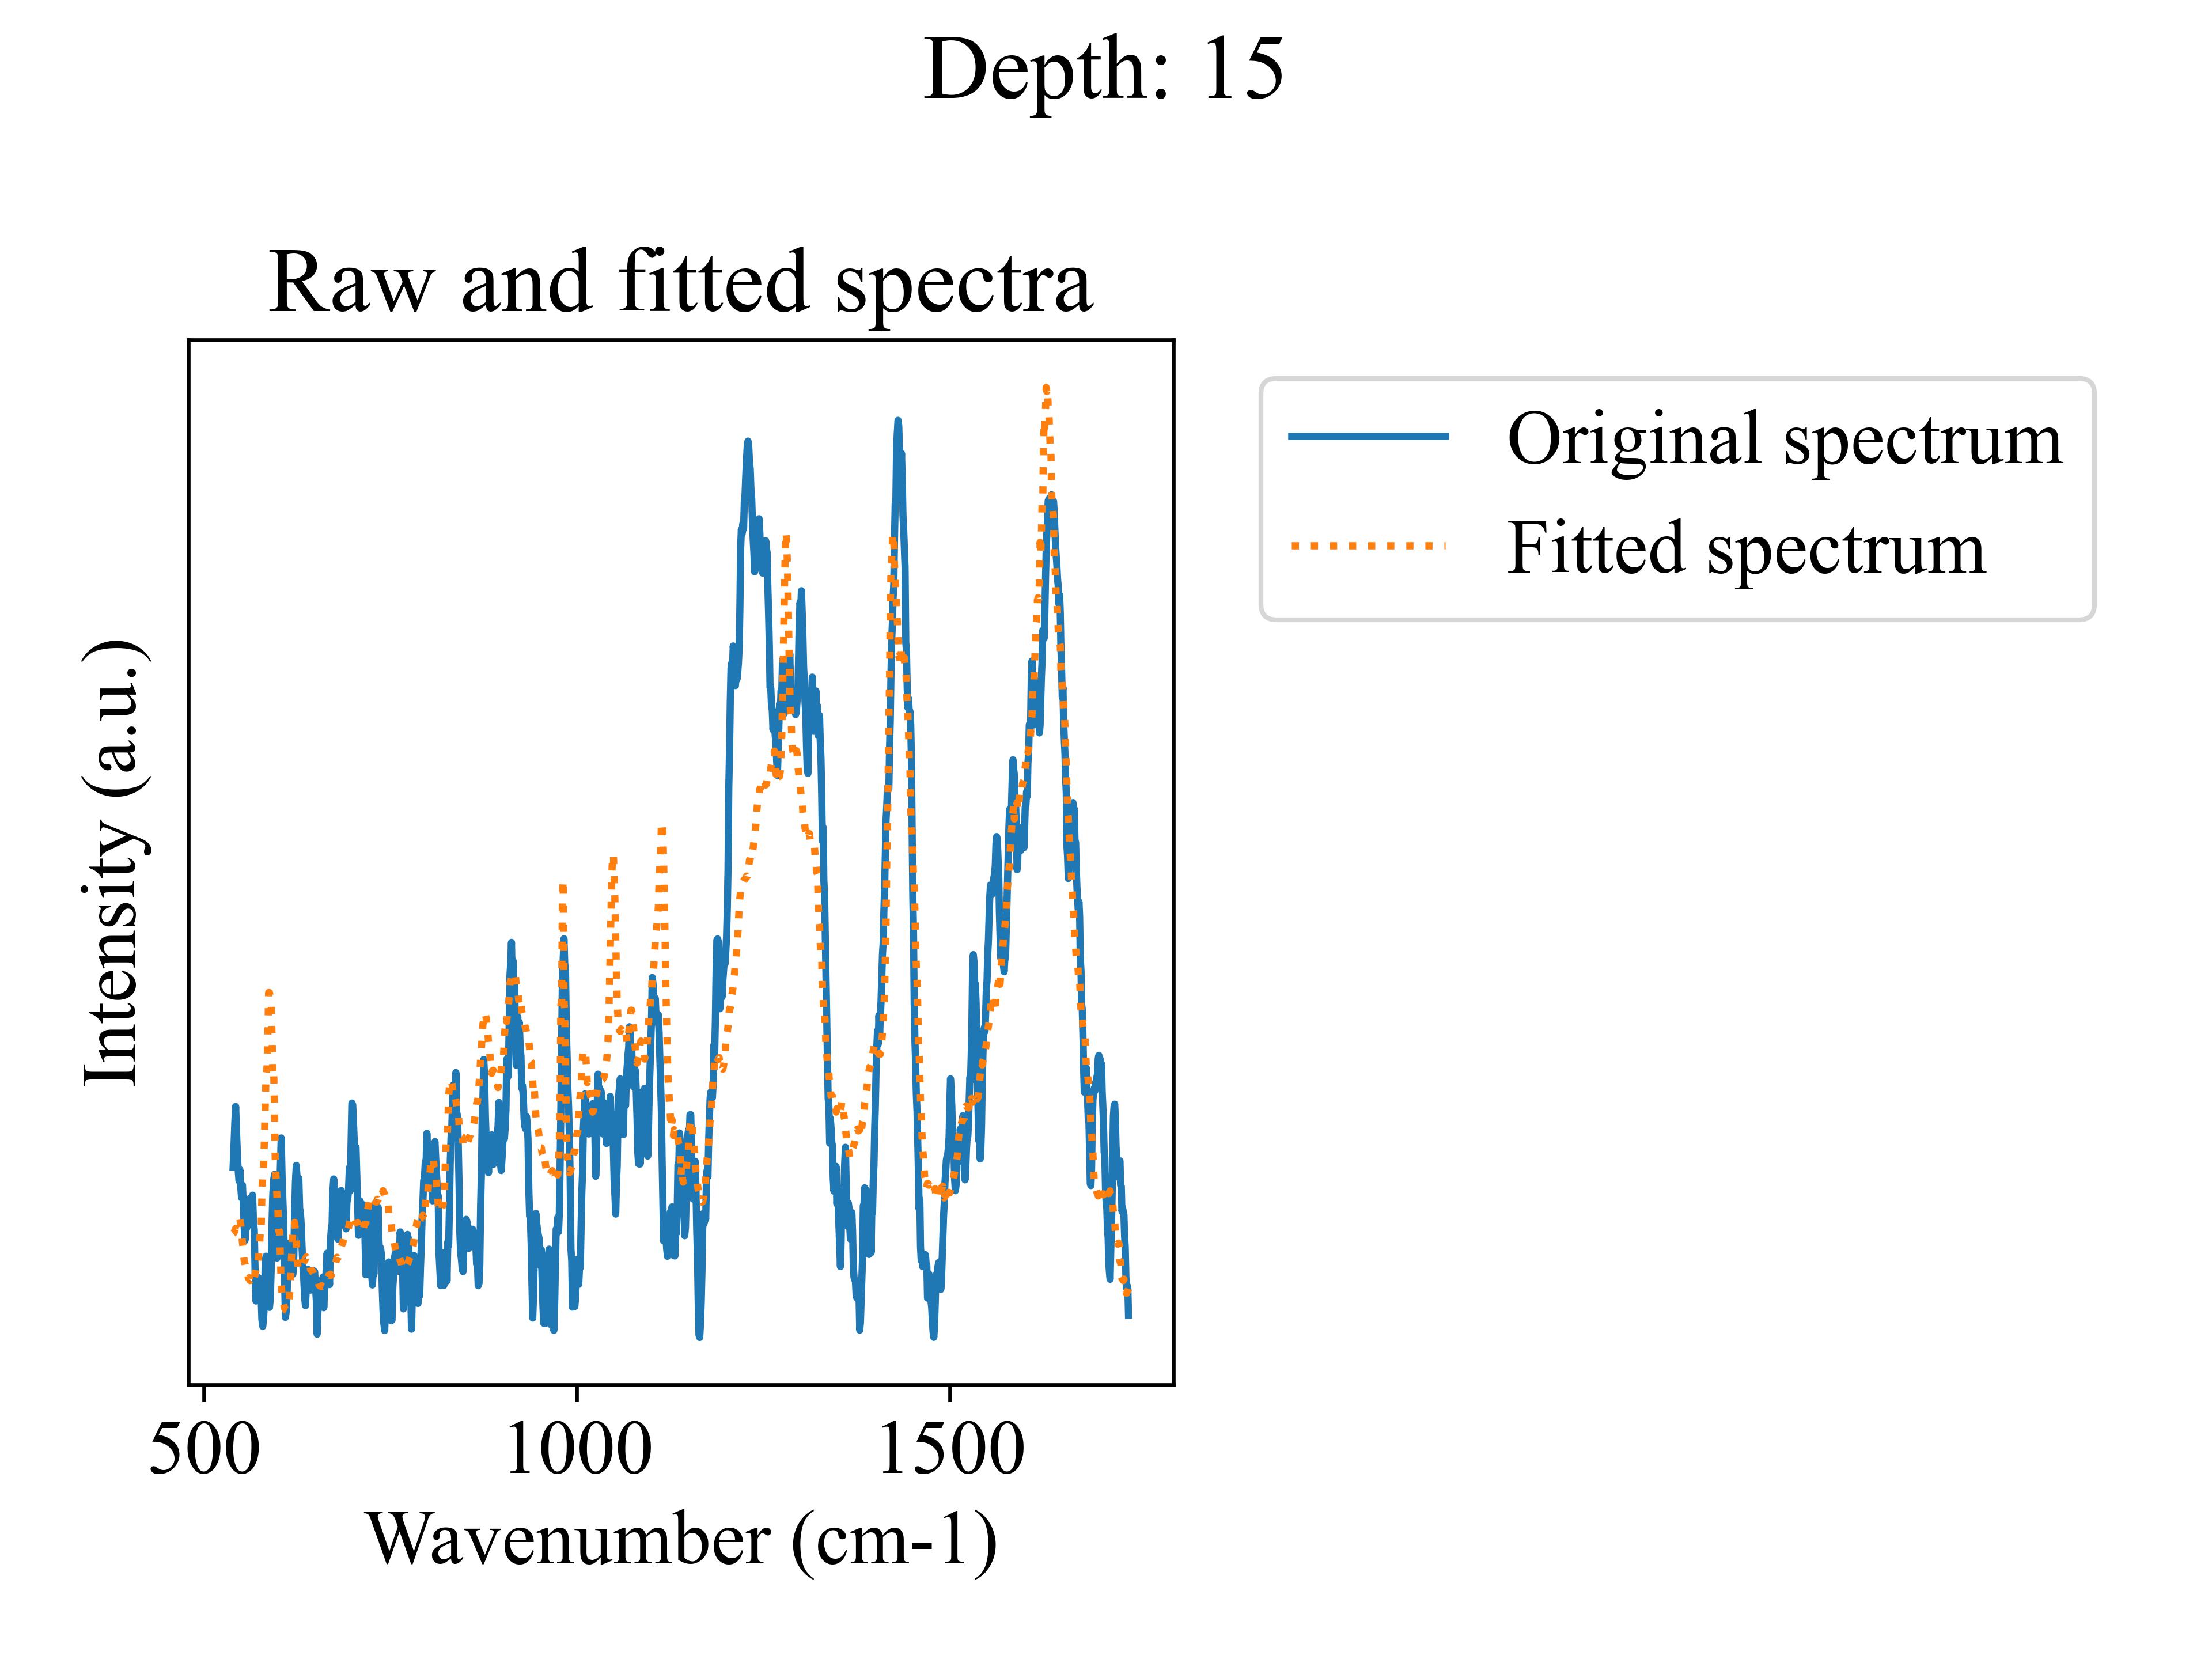 Depth: 15
Raw and fitted spectra
Original spectrum
Fitted spectrum
Intensity (a.u.)
500 1000 1500
Wavenumber (cm-1)